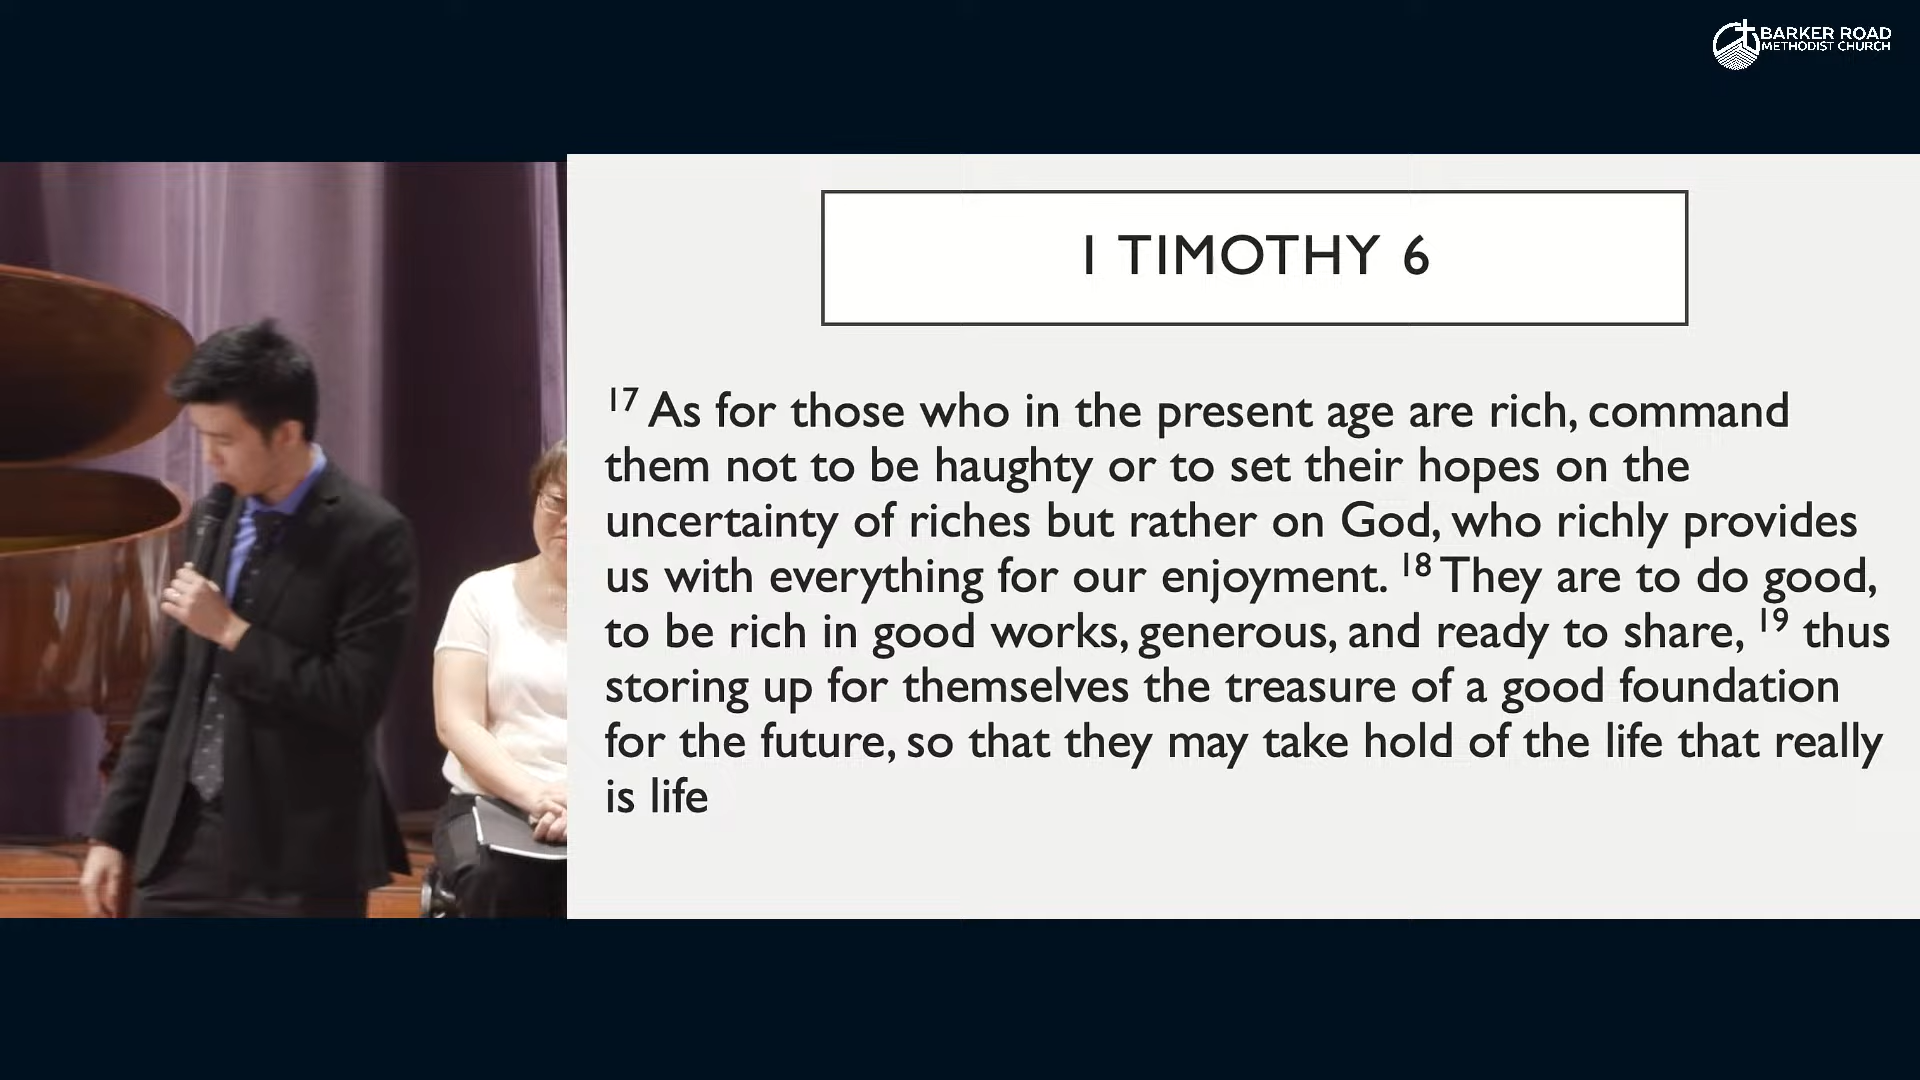 BARKER ROAD
METHODIST CHURCH
1 TIMOTHY 6
17 As for those who in the present age are rich, command
them not to be haughty or to set their hopes on the
uncertainty of riches but rather on God, who richly provides
us with everything for our enjoyment. 18 They are to do good,
to be rich in good works, generous, and ready to share, 19 thus
storing up for themselves the treasure of a good foundation
for the future, so that they may take hold of the life that really
is life